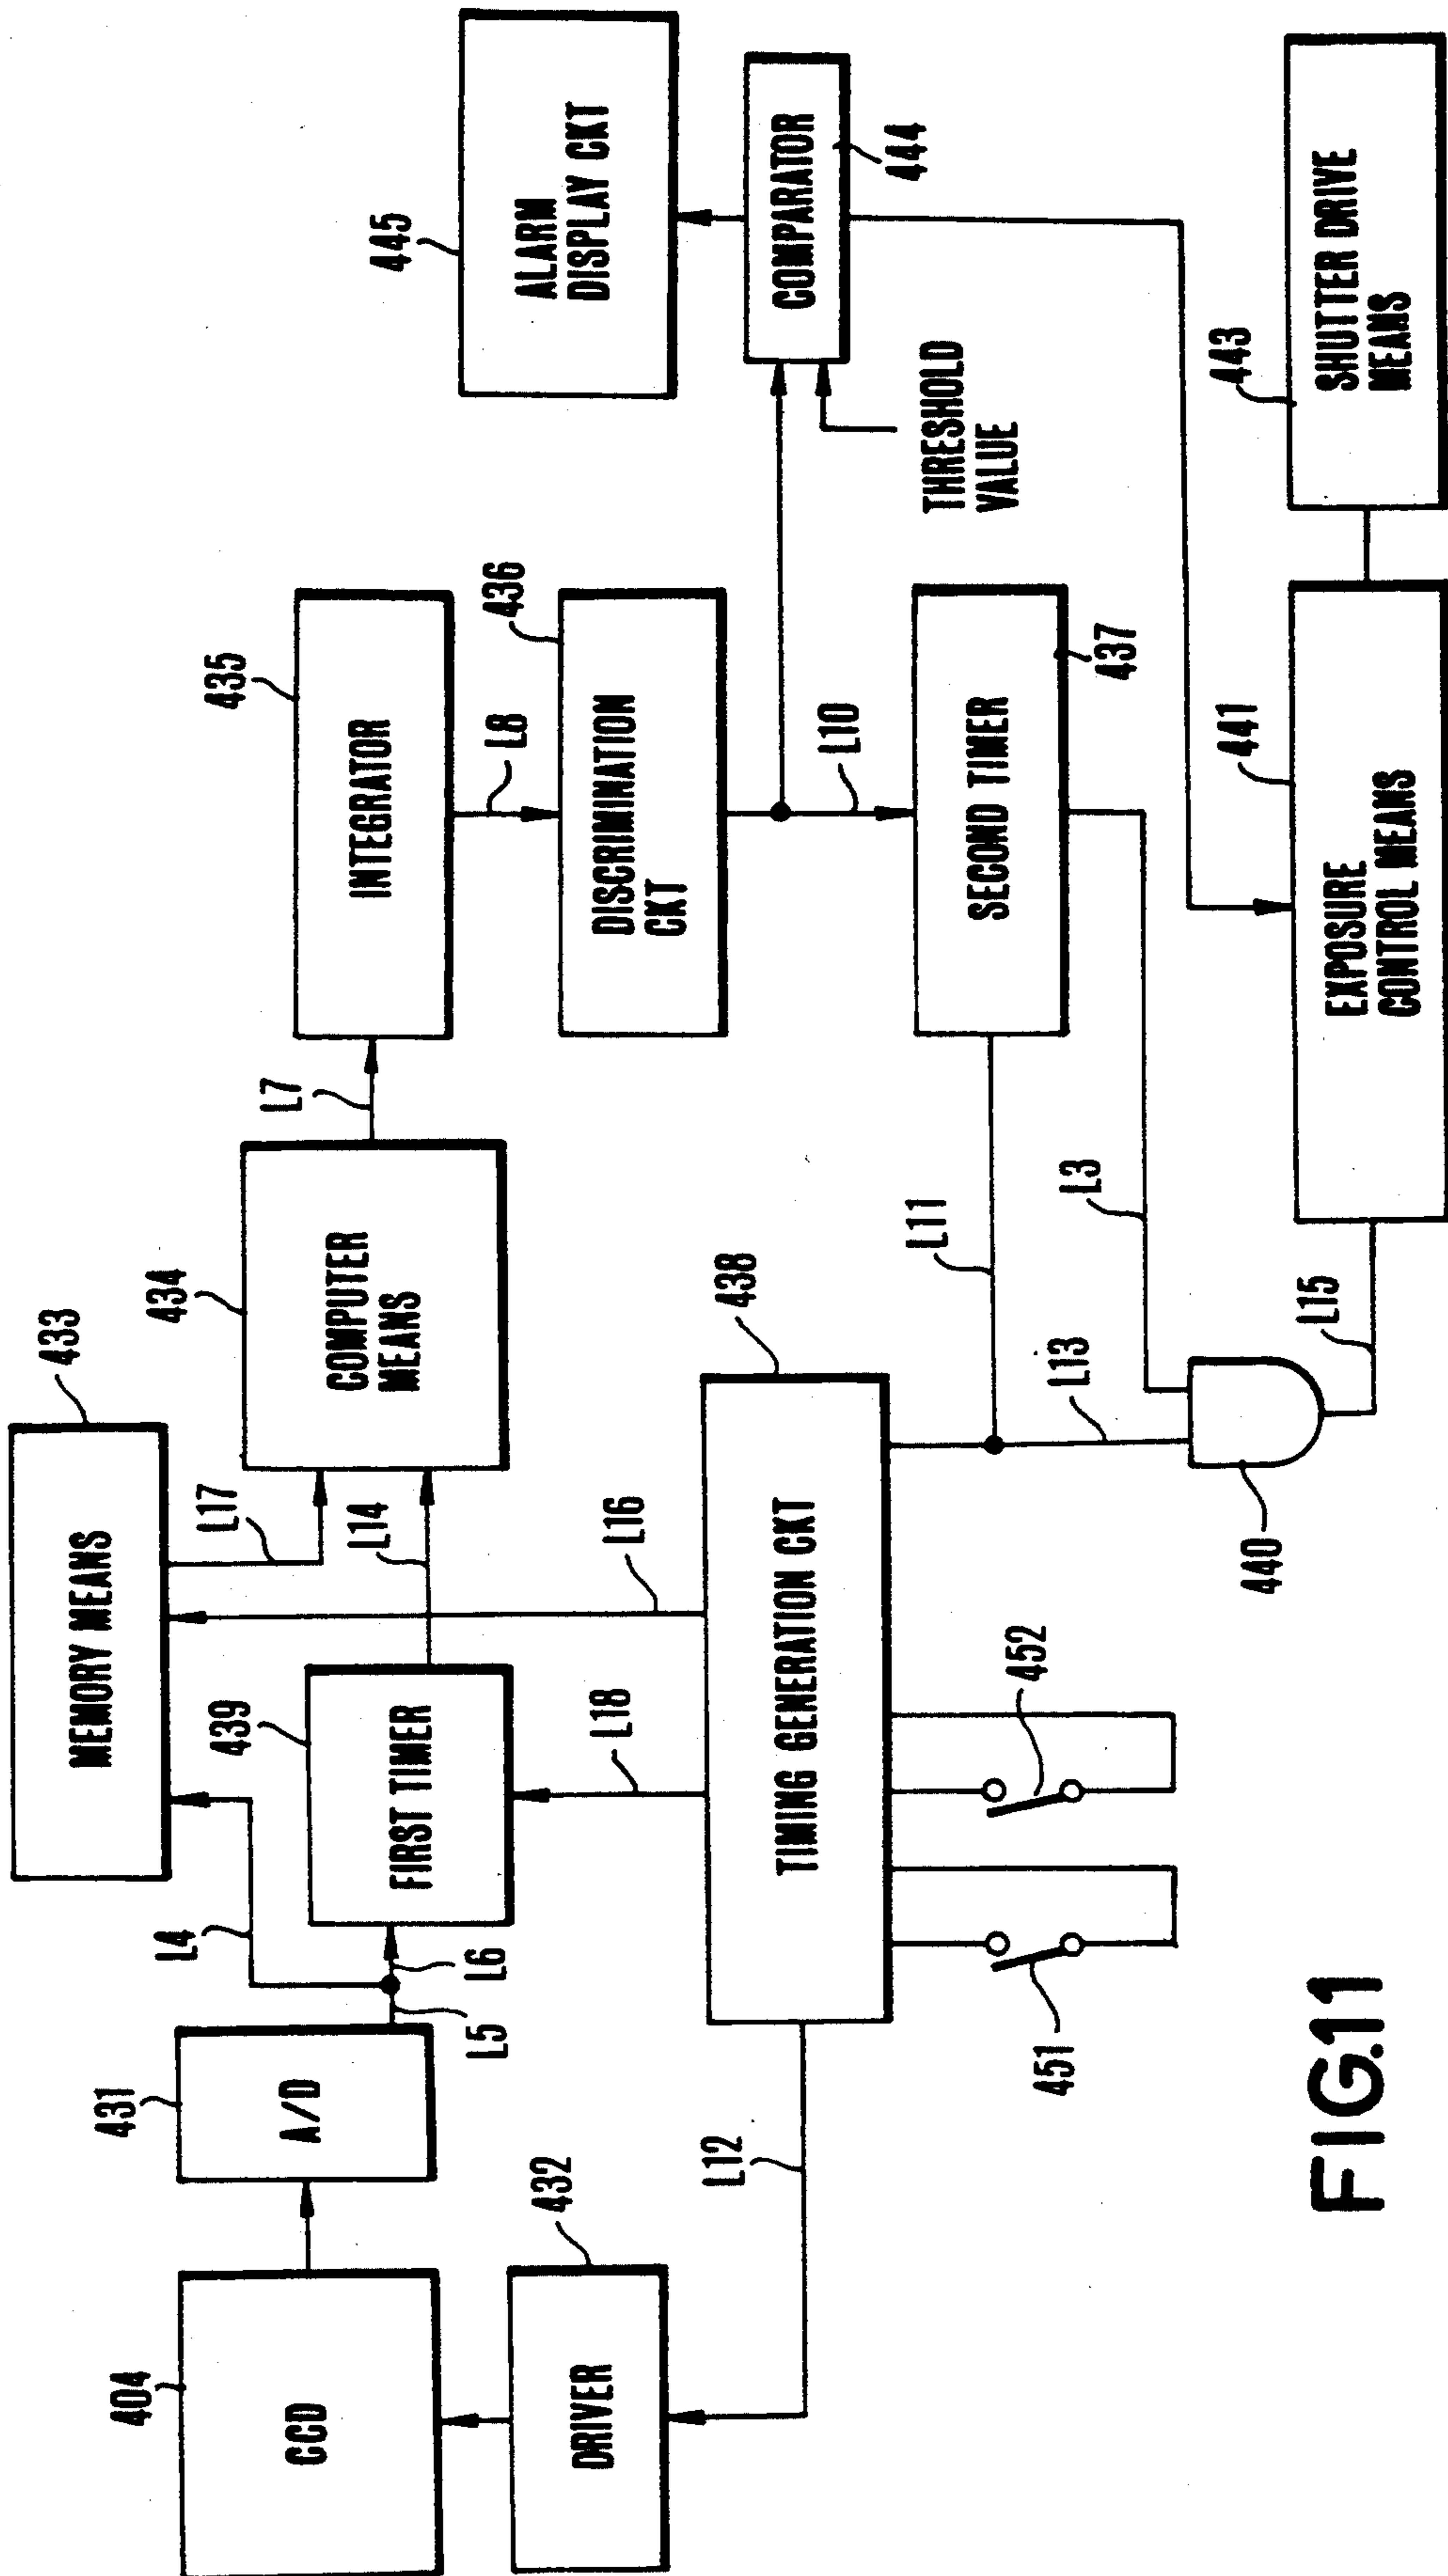 433
MEMORY MEANS
404
CCD
431
A/D
L4
L5
L6
439
FIRST TIMER
L17
L14
434
COMPUTER
MEANS
L7
435
INTEGRATOR
L8
436
DISCRIMINATION
CKT
445
ALARM
DISPLAY CKT
432
DRIVER
L12
L18
L16
438
TIMING GENERATION CKT
L10
COMPARATOR
444
THRESHOLD
VALUE
SECOND TIMER
437
L11
L3
L13
451
452
440
L15
441
EXPOSURE
CONTROL MEANS
443
SHUTTER DRIVE
MEANS
FIG.11